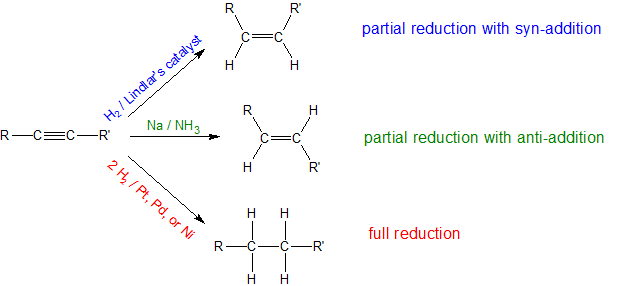 R R'
C C
H H
partial reduction with syn-addition
H₂ / Lindlar's catalyst
R—C≡C—R'
Na / NH₃
R H
C C
H R'
partial reduction with anti-addition
2 H₂ / Pt, Pd, or Ni
H H
R C C R'
H H
full reduction